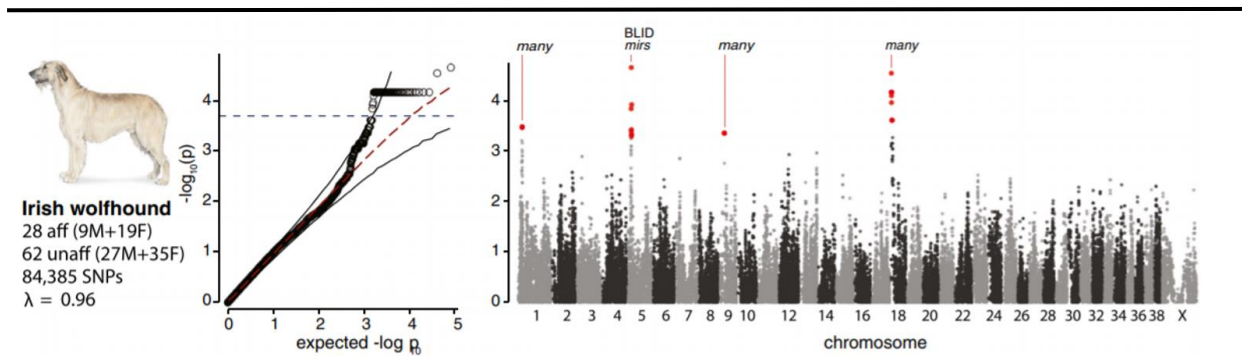 Irish wolfhound
28 aff (9M+19F)
62 unaff (27M+35F)
84,385 SNPs
λ = 0.96
-log10(p)
4
3
2
1
0
0 1 2 3 4 5
expected -log p10
many
BLID
mirs
many
many
4
3
2
1
0
1 2 3 4 5 6 7 8 9 10 12 14 16 18 20 22 24 26 28 30 32 34 36 38 X
chromosome